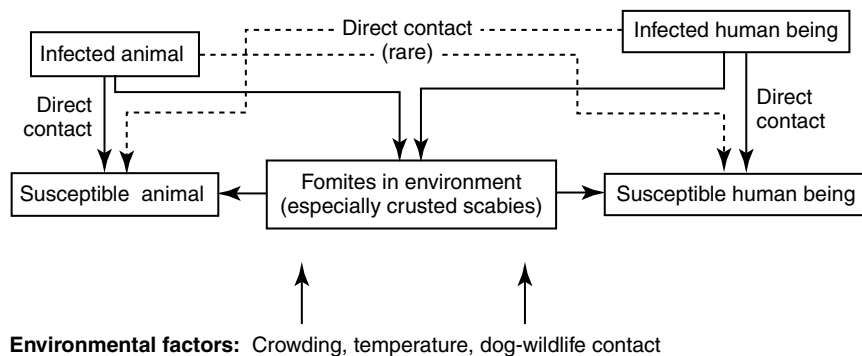 Direct contact
(rare)
Infected human being
Infected animal
Direct
contact
Direct
contact
Susceptible animal
Fomites in environment
(especially crusted scabies)
Susceptible human being
Environmental factors: Crowding, temperature, dog-wildlife contact